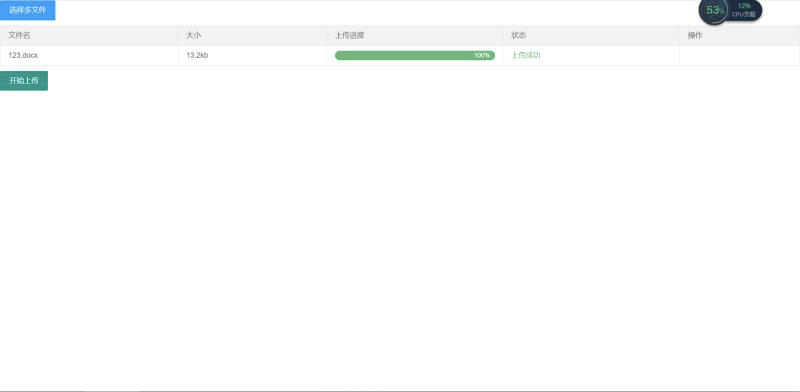 选择多文件
53%
12%
CPU负载
文件名 大小 上传进度 状态 操作
123.docx 13.2kb 100% 上传成功
开始上传